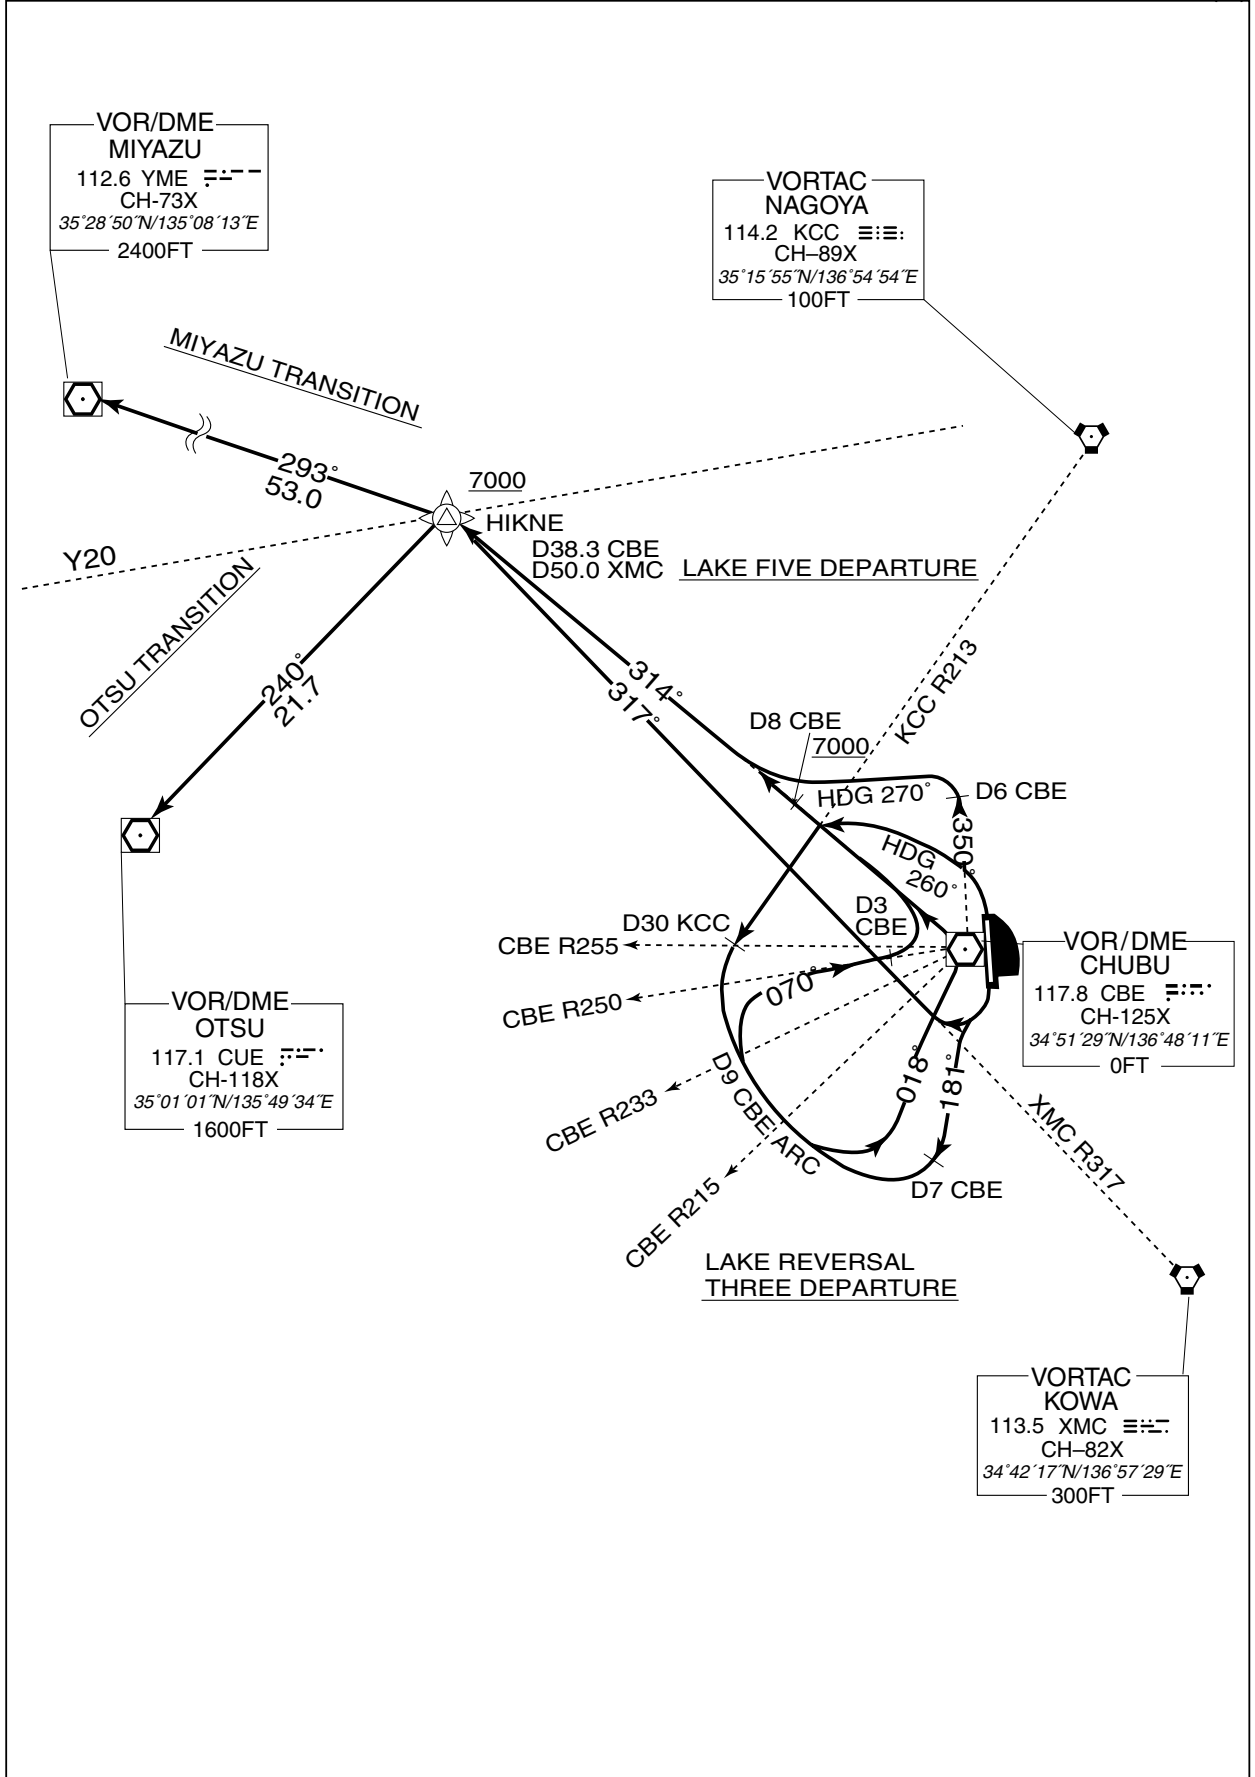 VOR/DME
MIYAZU
112.6 YME
CH-73X
35°28´50˝N/135°08´13˝E
2400FT
VORTAC
NAGOYA
114.2 KCC
CH–89X
35°15´55˝N/136°54´54˝E
100FT
MIYAZU TRANSITION
293°
53.0
7000
HIKNE
D38.3 CBE
D50.0 XMC
LAKE FIVE DEPARTURE
Y20
OTSU TRANSITION
240°
21.7
314°
317°
KCC R213
D8 CBE
7000
HDG 270°
D6 CBE
350°
HDG
260°
D3
CBE
D30 KCC
CBE R255
070°
CBE R250
VOR/DME
CHUBU
117.8 CBE
CH-125X
34°51´29˝N/136°48´11˝E
0FT
VOR/DME
OTSU
117.1 CUE
CH-118X
35°01´01˝N/135°49´34˝E
1600FT
CBE R233
D9 CBE ARC
018°
181°
XMC R317
CBE R215
D7 CBE
LAKE REVERSAL
THREE DEPARTURE
VORTAC
KOWA
113.5 XMC
CH–82X
34°42´17˝N/136°57´29˝E
300FT